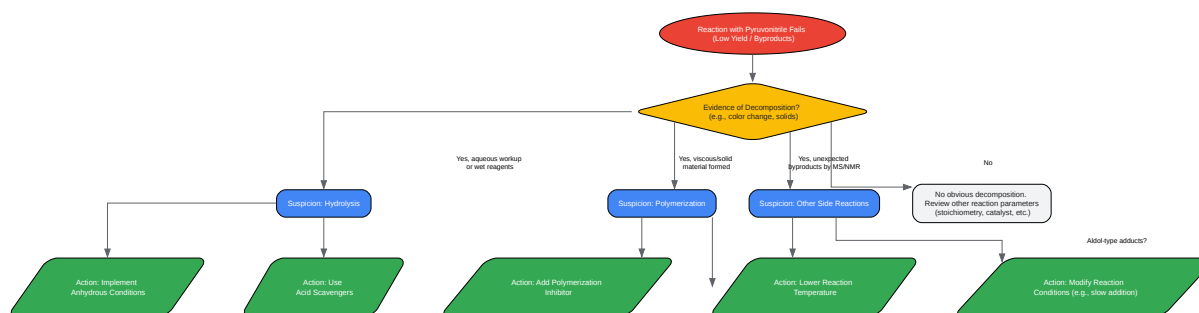 Reaction with Pyruvonitrile Fails
(Low Yield / Byproducts)
Evidence of Decomposition?
(e.g., color change, solids)
Yes, aqueous workup
or wet reagents
Yes, viscous/solid
material formed
Yes, unexpected
byproducts by MS/NMR
No
Suspicion: Hydrolysis
Suspicion: Polymerization
Suspicion: Other Side Reactions
No obvious decomposition.
Review other reaction parameters
(stoichiometry, catalyst, etc.)
Aldol-type adducts?
Action: Implement
Anhydrous Conditions
Action: Use
Acid Scavengers
Action: Add Polymerization
Inhibitor
Action: Lower Reaction
Temperature
Action: Modify Reaction
Conditions (e.g., slow addition)